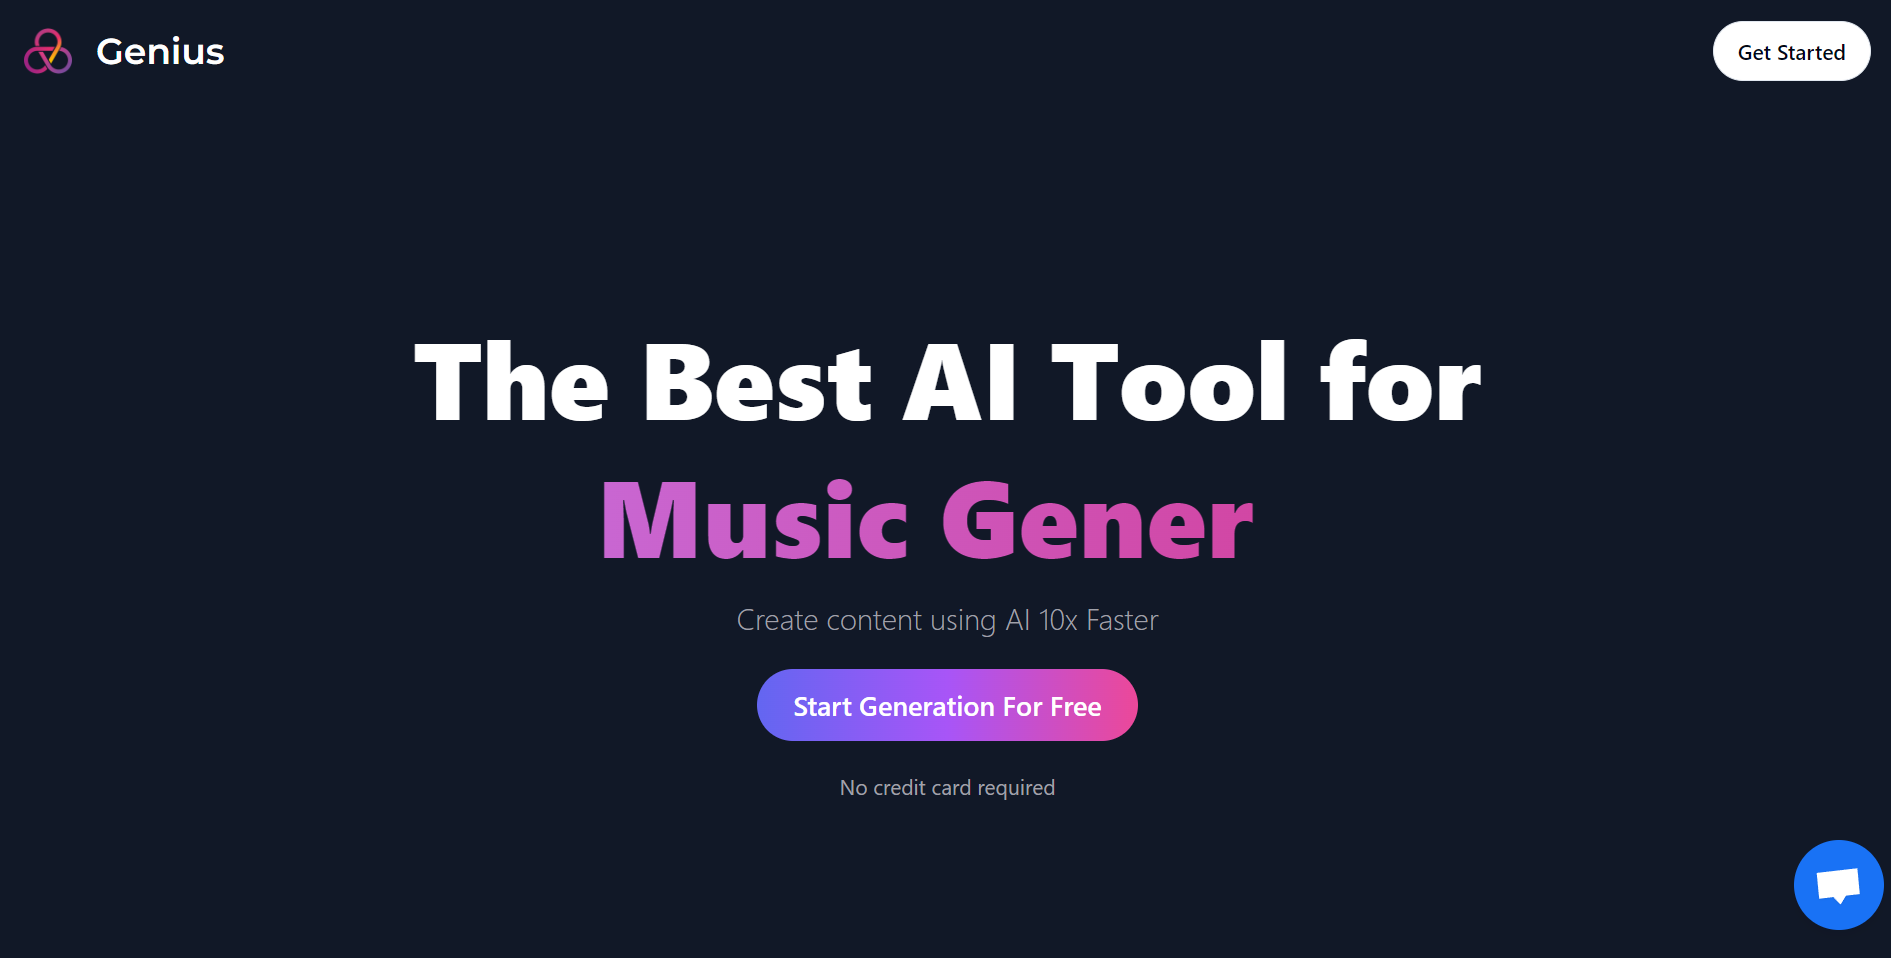 Genius
Get Started
The Best AI Tool for
Music Gener
Create content using AI 10x Faster
Start Generation For Free
No credit card required